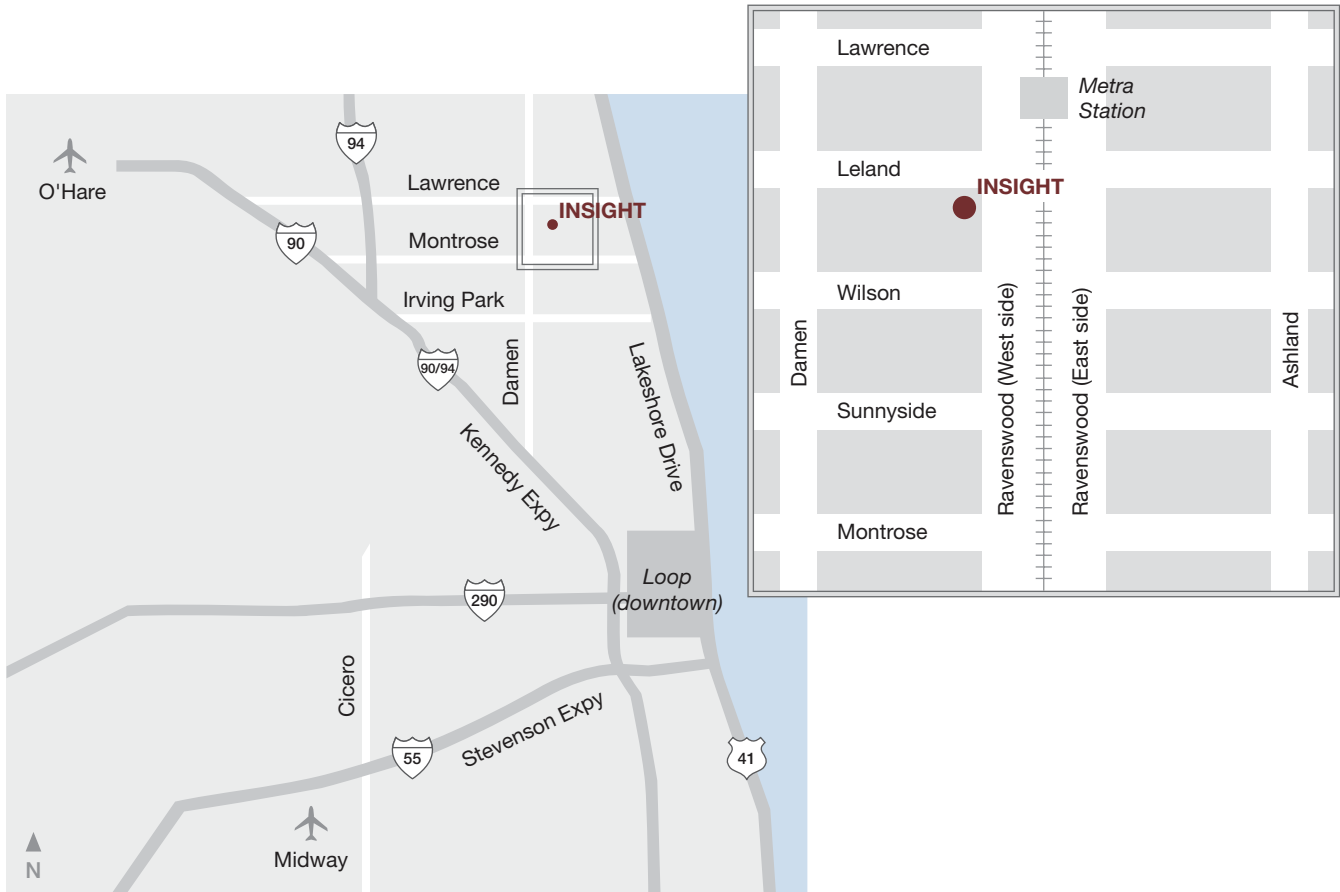 94
O'Hare
Lawrence
INSIGHT
90
Montrose
Irving Park
90/94
Damen
Lakeshore Drive
Kennedy Expy
Loop
(downtown)
290
Cicero
Stevenson Expy
55
41
Midway
N
Lawrence
Metra
Station
Leland
INSIGHT
Wilson
Damen
Ravenswood (West side)
Ravenswood (East side)
Ashland
Sunnyside
Montrose